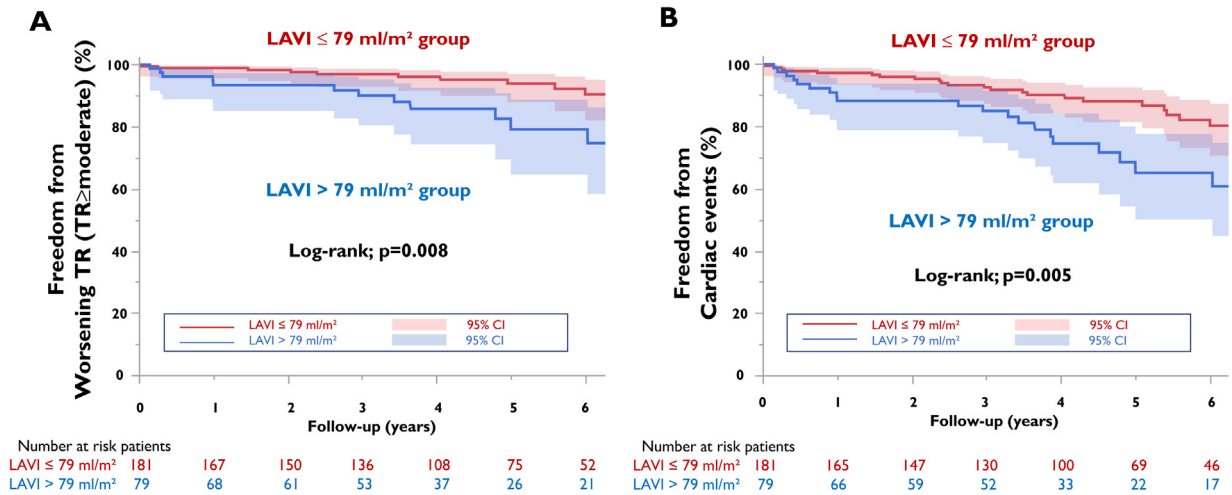 A
LAVI ≤ 79 ml/m² group
Freedom from
Worsening TR (TR≥moderate) (%)
100
80
60
40
20
0
LAVI > 79 ml/m² group
Log-rank; p=0.008
LAVI ≤ 79 ml/m² 95% CI
LAVI > 79 ml/m² 95% CI
0 1 2 3 4 5 6
Follow-up (years)
Number at risk patients
LAVI ≤ 79 ml/m² 181 167 150 136 108 75 52
LAVI > 79 ml/m² 79 68 61 53 37 26 21
B
LAVI ≤ 79 ml/m² group
Freedom from
Cardiac events (%)
100
80
60
40
20
0
LAVI > 79 ml/m² group
Log-rank; p=0.005
LAVI ≤ 79 ml/m² 95% CI
LAVI > 79 ml/m² 95% CI
0 1 2 3 4 5 6
Follow-up (years)
Number at risk patients
LAVI ≤ 79 ml/m² 181 165 147 130 100 69 46
LAVI > 79 ml/m² 79 66 59 52 33 22 17